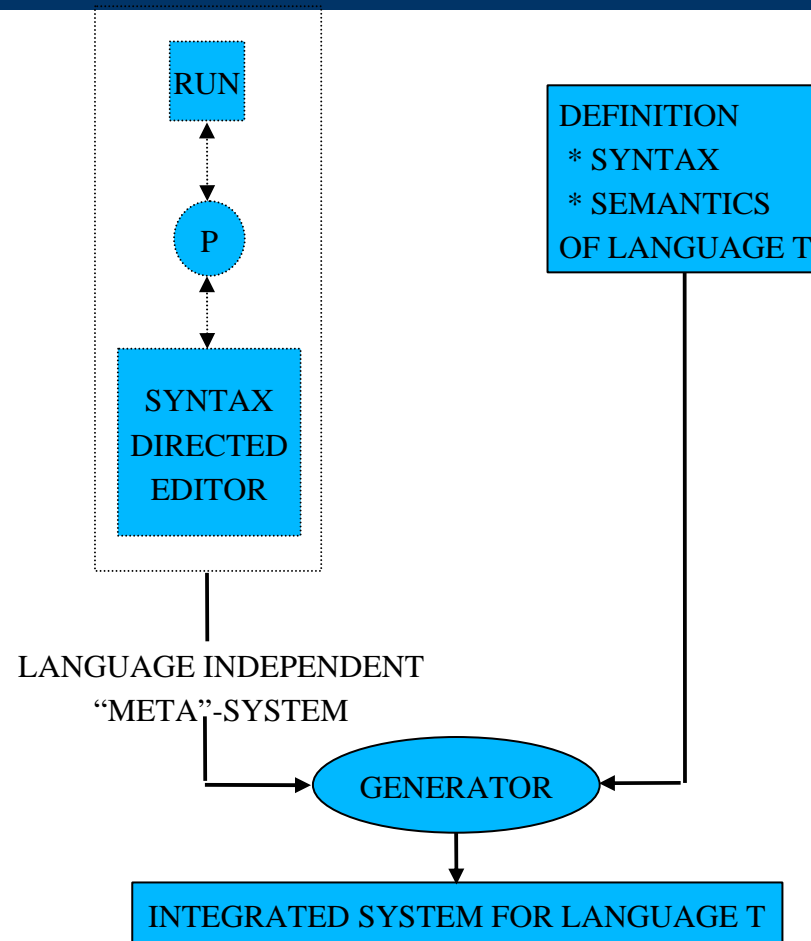 RUN
P
SYNTAX
DIRECTED
EDITOR
LANGUAGE INDEPENDENT
“META”-SYSTEM
DEFINITION
* SYNTAX
* SEMANTICS
OF LANGUAGE T
GENERATOR
INTEGRATED SYSTEM FOR LANGUAGE T